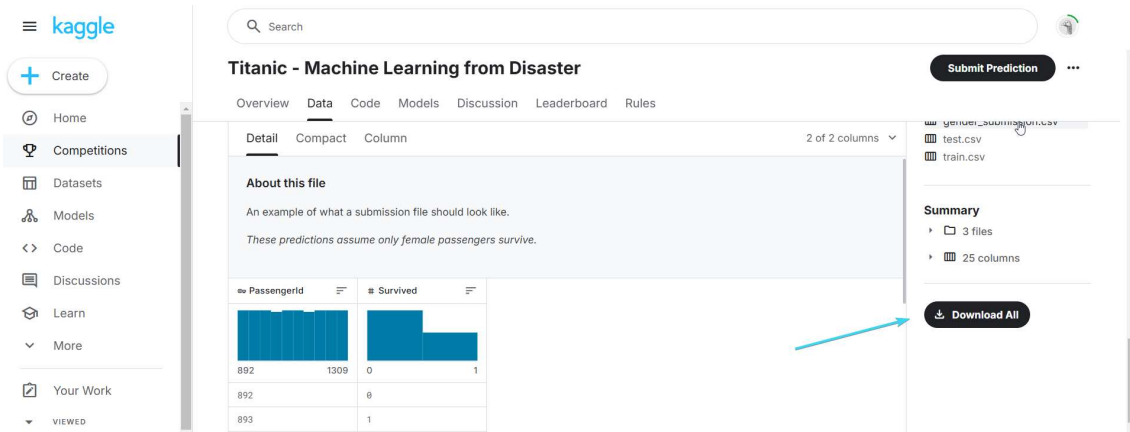 kaggle
Search
Create
Home
Competitions
Datasets
Models
Code
Discussions
Learn
More
Your Work
VIEWED
Titanic - Machine Learning from Disaster
Submit Prediction
Overview Data Code Models Discussion Leaderboard Rules
Detail Compact Column
2 of 2 columns
About this file
An example of what a submission file should look like.
These predictions assume only female passengers survive.
PassengerId # Survived
892 1309 0 1
892 0
893 1
gender_submission.csv
test.csv
train.csv
Summary
3 files
25 columns
Download All